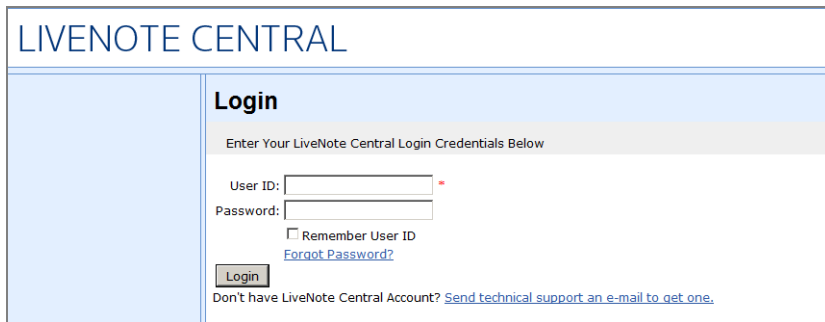 LIVENOTE CENTRAL
Login
Enter Your LiveNote Central Login Credentials Below
User ID: *
Password:
Remember User ID
Forgot Password?
Login
Don't have LiveNote Central Account? Send technical support an e-mail to get one.